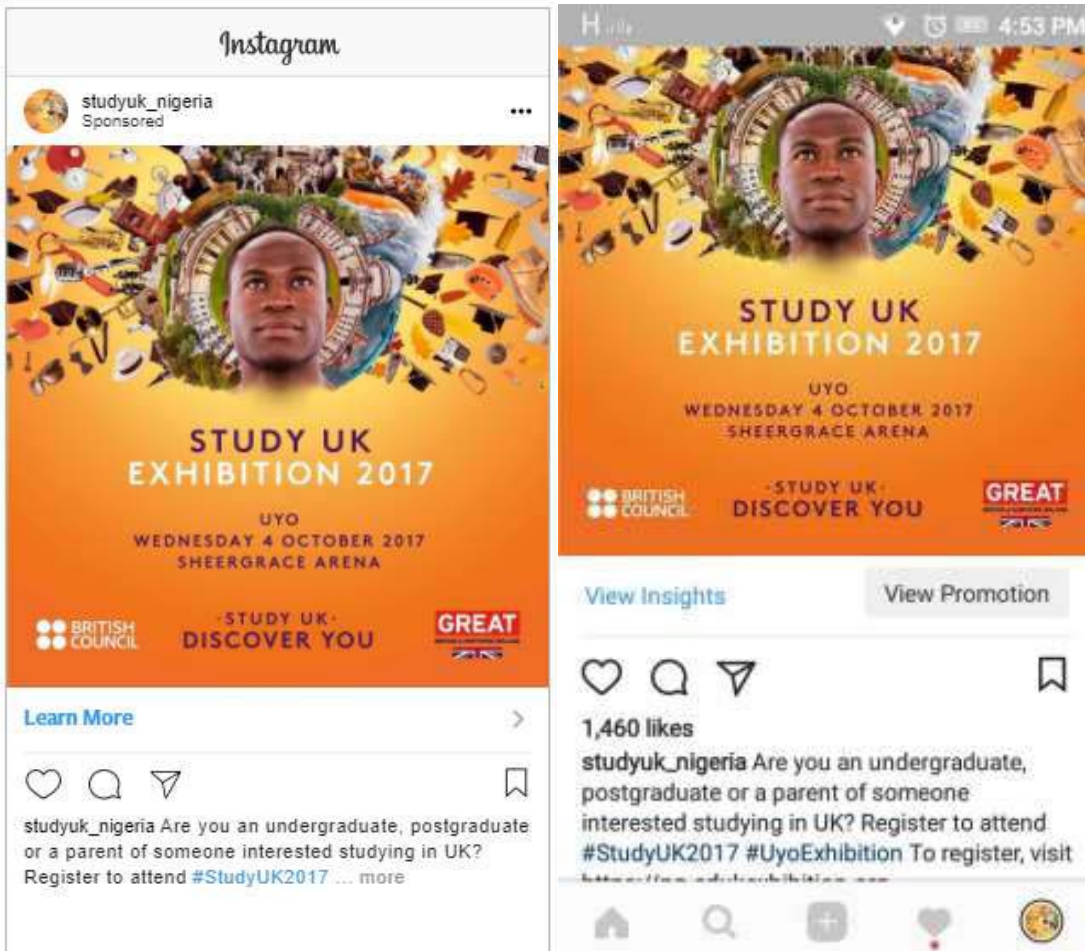 Instagram
studyuk_nigeria
Sponsored
STUDY UK
EXHIBITION 2017
UYO
WEDNESDAY 4 OCTOBER 2017
SHEERGRACE ARENA
BRITISH
COUNCIL
·STUDY UK·
DISCOVER YOU
GREAT
Learn More
studyuk_nigeria Are you an undergraduate, postgraduate
or a parent of someone interested studying in UK?
Register to attend #StudyUK2017 ... more
H
4:53 PM
STUDY UK
EXHIBITION 2017
UYO
WEDNESDAY 4 OCTOBER 2017
SHEERGRACE ARENA
BRITISH
COUNCIL
·STUDY UK·
DISCOVER YOU
GREAT
View Insights
View Promotion
1,460 likes
studyuk_nigeria Are you an undergraduate,
postgraduate or a parent of someone
interested studying in UK? Register to attend
#StudyUK2017 #UyoExhibition To register, visit